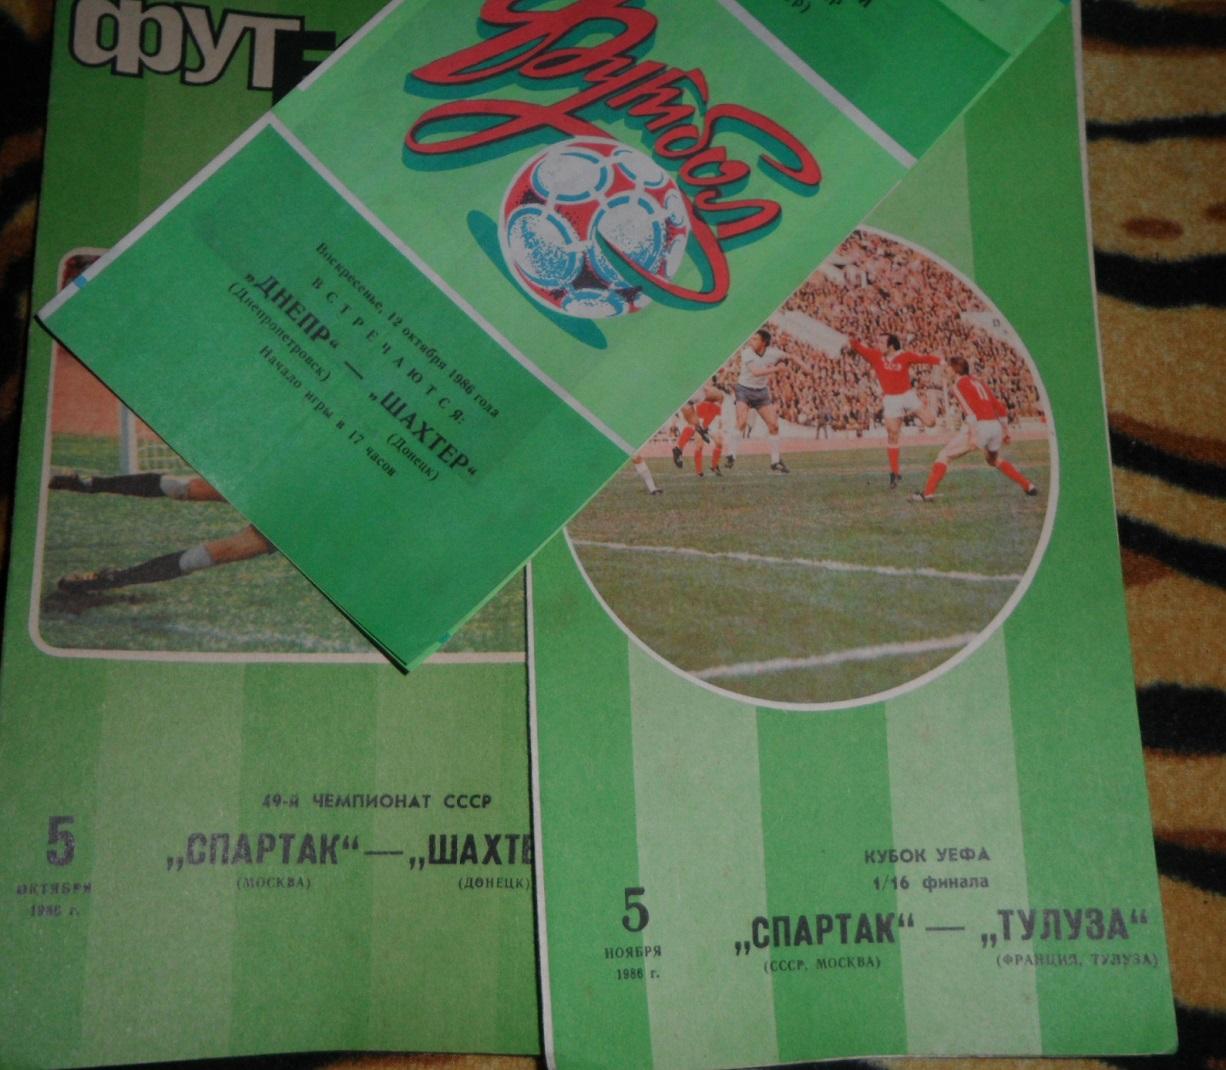 ФУТ
Футбол
Воскресенье, 12 октября 1986 года
ВСТРЕЧАЮТСЯ:
„ДНЕПР“ — „ШАХТЕР“
(Днепропетровск) (Донецк)
Начало игры в 17 часов
49-й ЧЕМПИОНАТ СССР
5
ОКТЯБРЯ
1986 г.
„СПАРТАК“ — „ШАХТЕ
(МОСКВА) (ДОНЕЦК)
КУБОК УЕФА
1/16 финала
5
НОЯБРЯ
1986 г.
„СПАРТАК“ — „ТУЛУЗА“
(СССР, МОСКВА) (ФРАНЦИЯ, ТУЛУЗА)